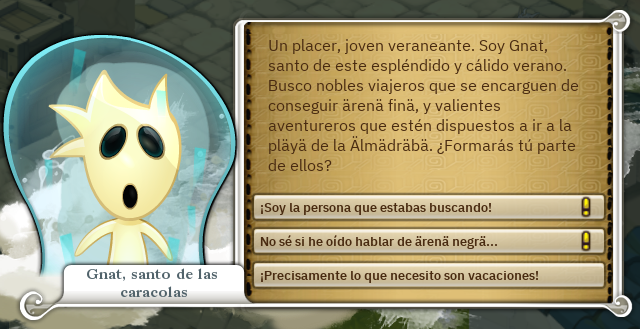 Un placer, joven veraneante. Soy Gnat,
santo de este espléndido y cálido verano.
Busco nobles viajeros que se encarguen de
conseguir ärenä finä, y valientes
aventureros que estén dispuestos a ir a la
pläyä de la Älmädräbä. ¿Formarás tú parte
de ellos?
¡Soy la persona que estabas buscando!
No sé si he oído hablar de ärenä negrä...
¡Precisamente lo que necesito son vacaciones!
Gnat, santo de las
caracolas